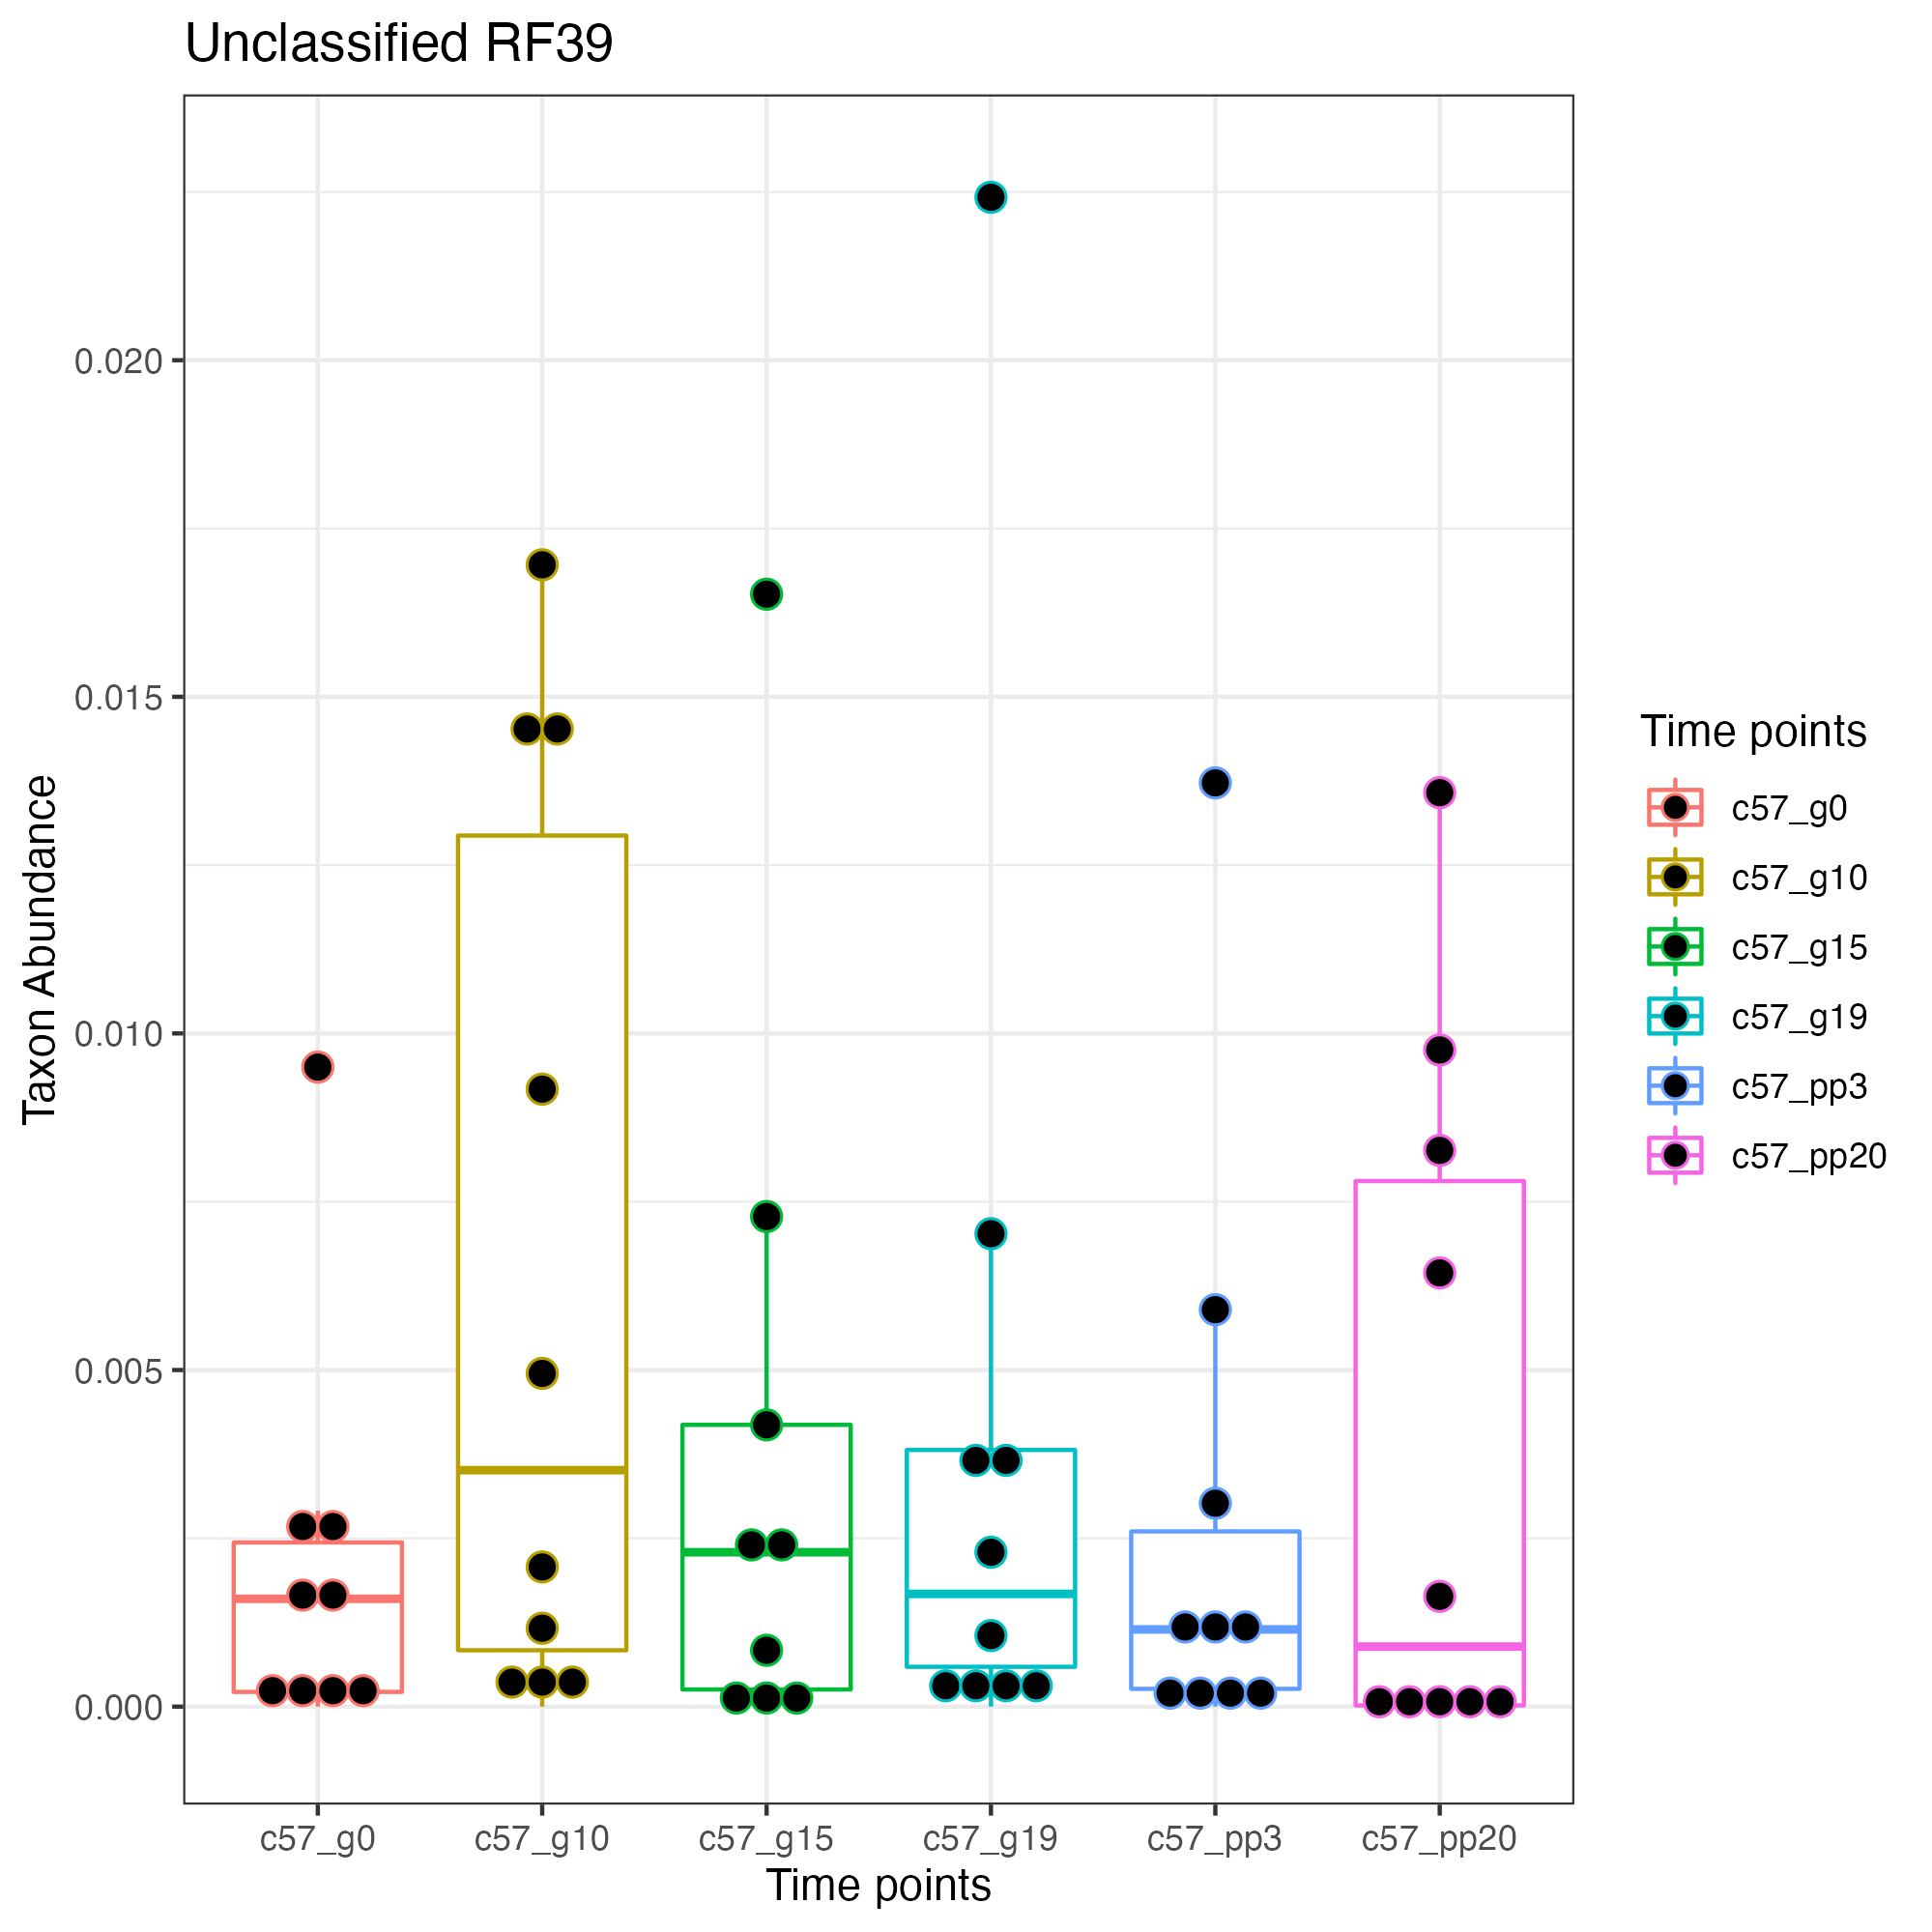 Unclassified RF39
Taxon Abundance
0.020
0.015
0.010
0.005
0.000
c57_g0
c57_g10
c57_g15
c57_g19
c57_pp3
c57_pp20
Time points
Time points
c57_g0
c57_g10
c57_g15
c57_g19
c57_pp3
c57_pp20